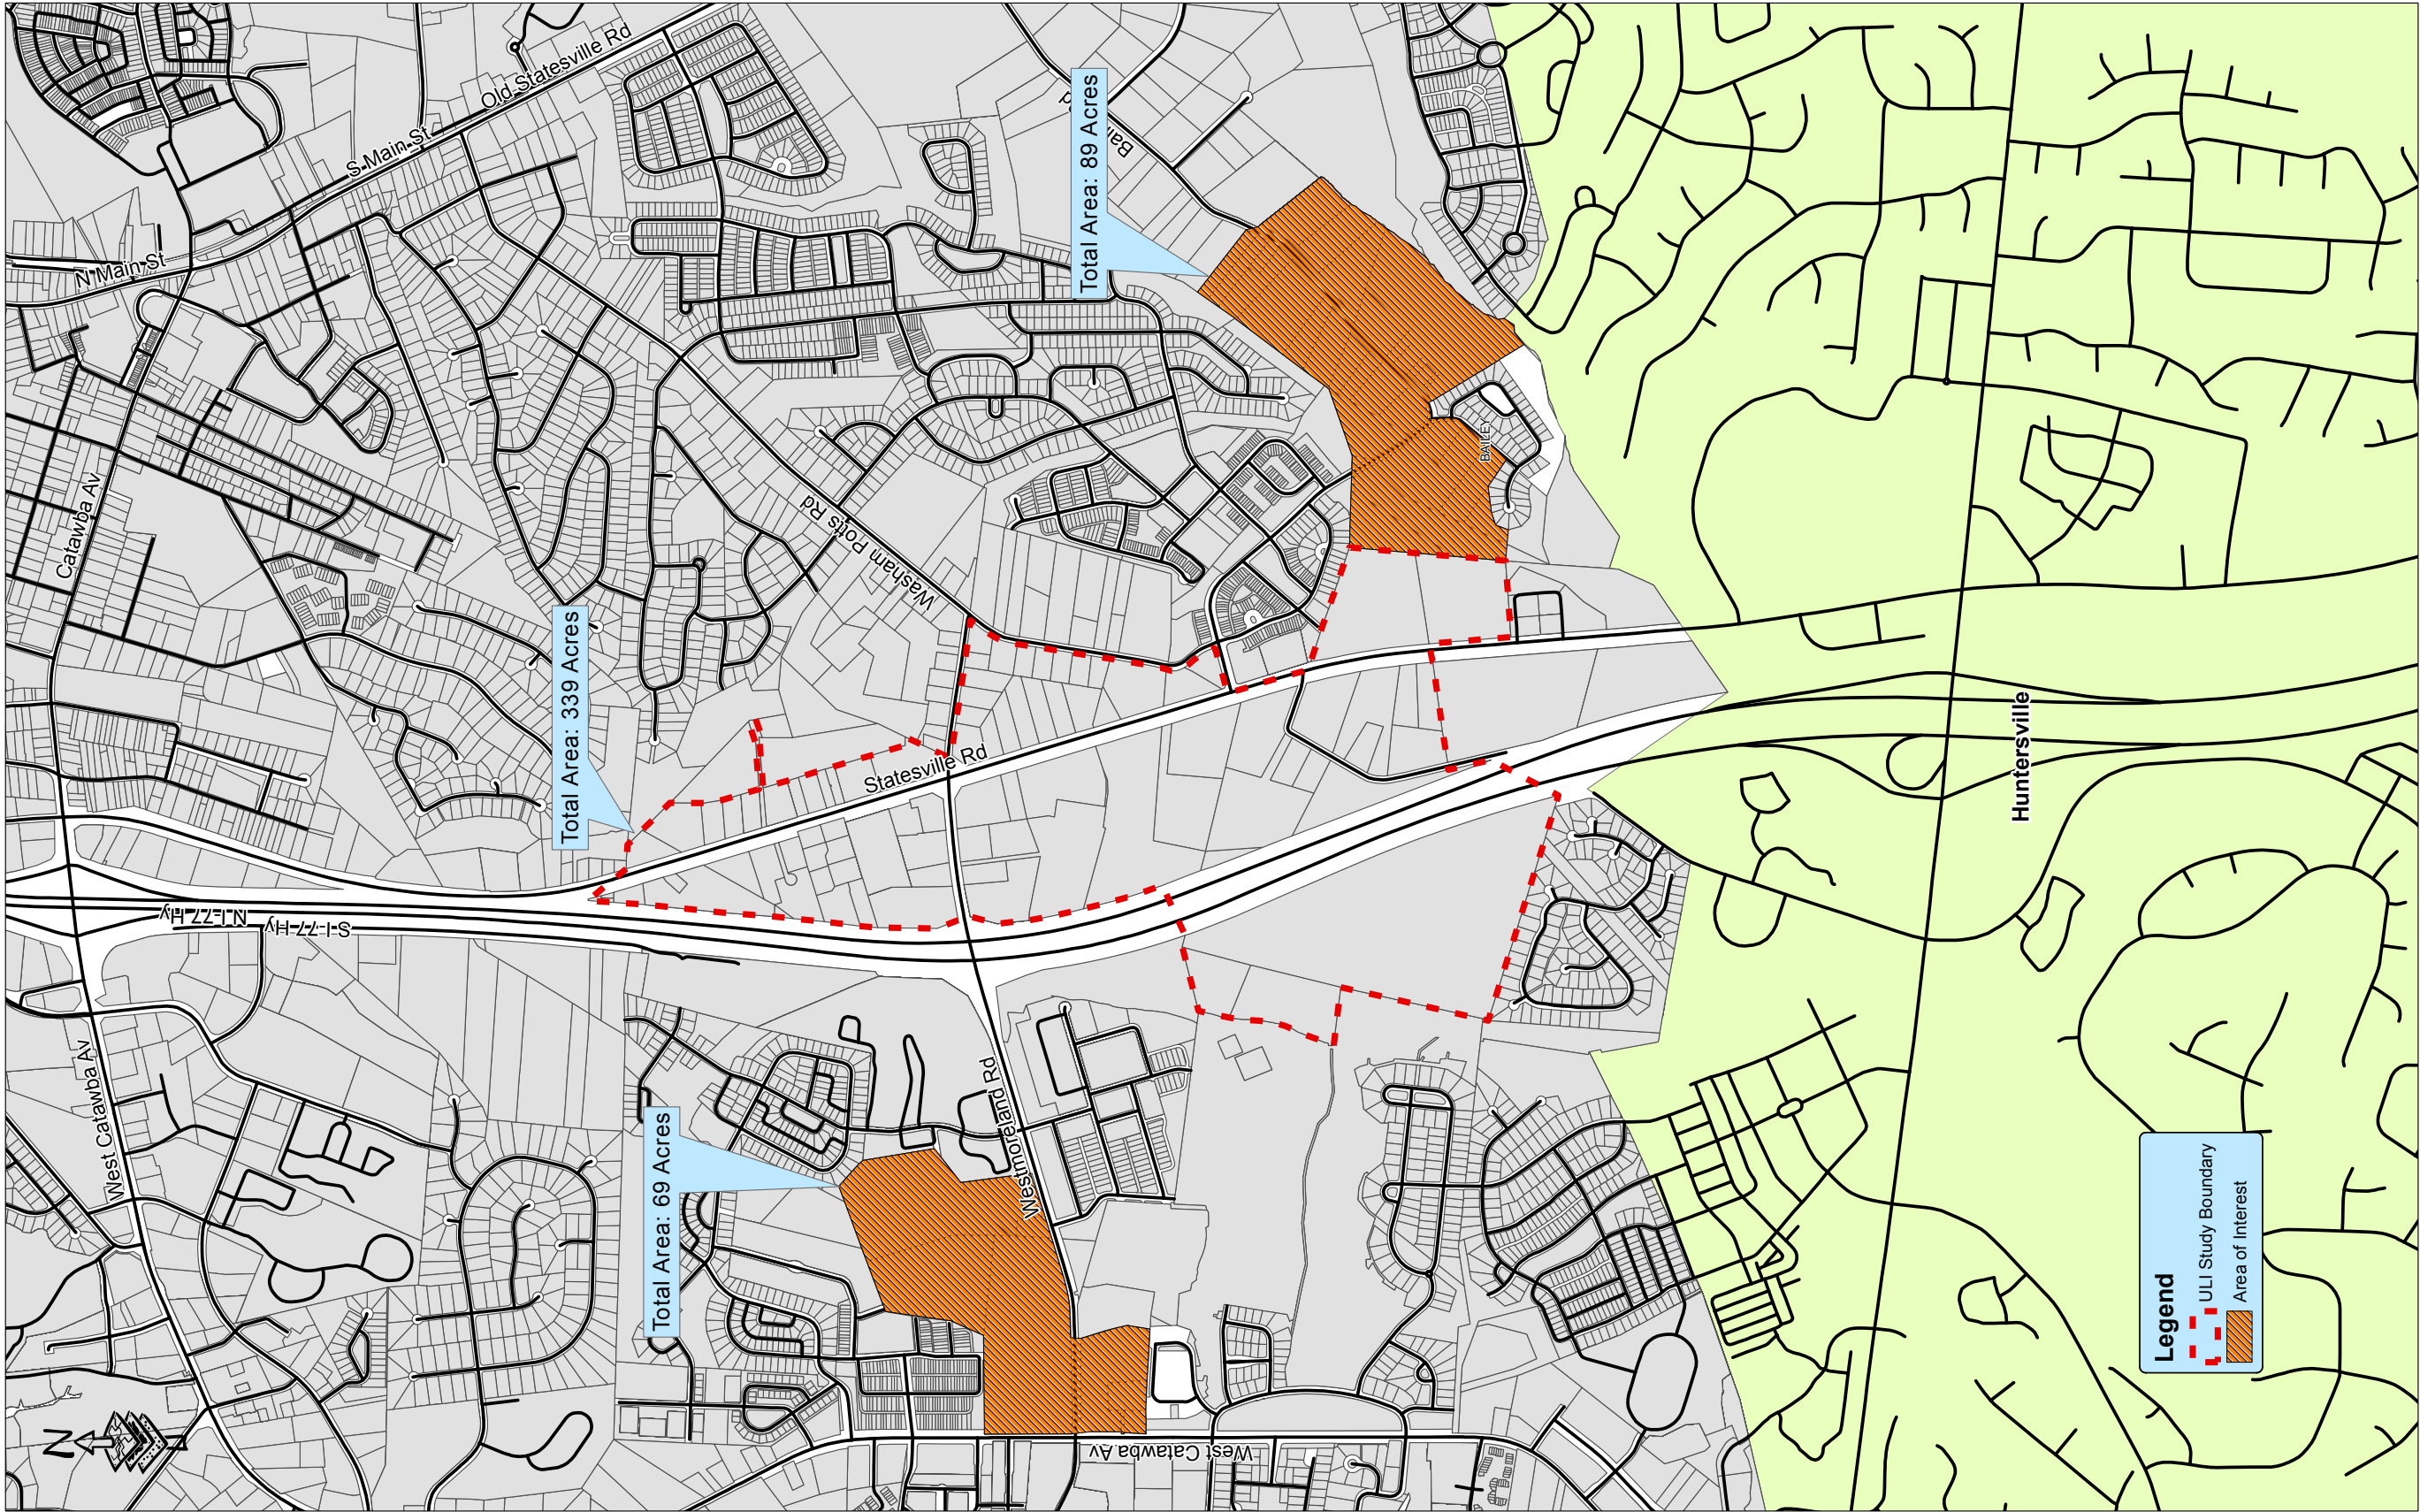 Old Statesville Rd
S Main St
N Main St
Total Area: 89 Acres
Catawba Av
Washam Potts Rd
BAILEY
Total Area: 339 Acres
Statesville Rd
N I-77 Hy
S I-77 Hy
Huntersville
West Catawba Av
Westmoreland Rd
Total Area: 69 Acres
West Catawba Av
N
Legend
ULI Study Boundary
Area of Interest